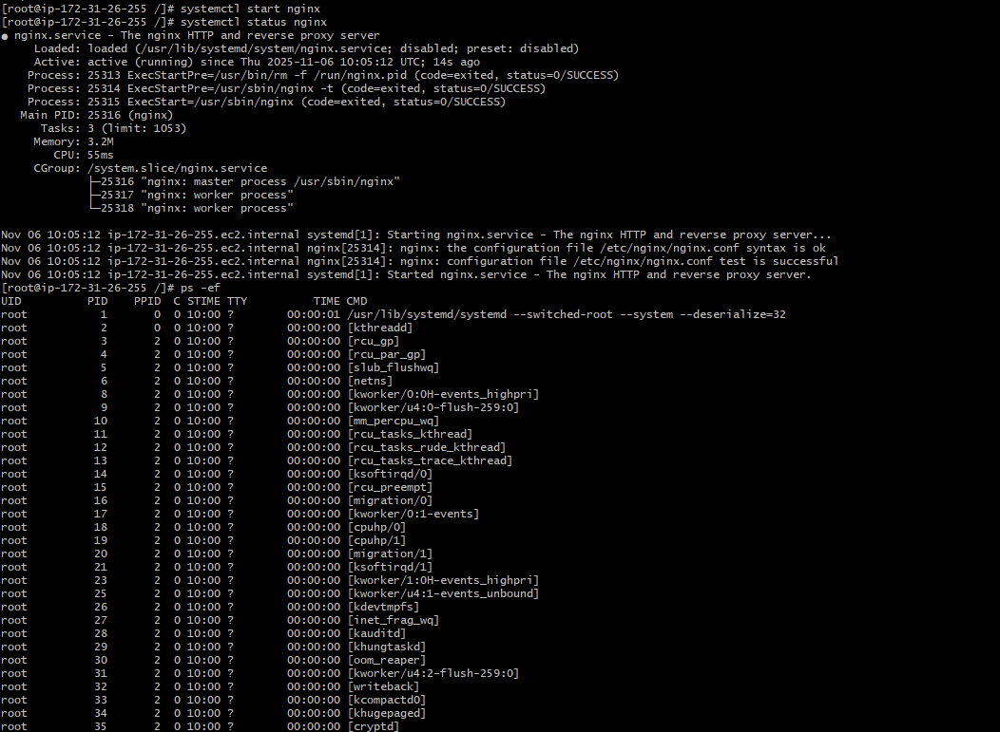 [root@ip-172-31-26-255 /]# systemctl start nginx
[root@ip-172-31-26-255 /]# systemctl status nginx
● nginx.service - The nginx HTTP and reverse proxy server
     Loaded: loaded (/usr/lib/systemd/system/nginx.service; disabled; preset: disabled)
     Active: active (running) since Thu 2025-11-06 10:05:12 UTC; 14s ago
    Process: 25313 ExecStartPre=/usr/bin/rm -f /run/nginx.pid (code=exited, status=0/SUCCESS)
    Process: 25314 ExecStartPre=/usr/sbin/nginx -t (code=exited, status=0/SUCCESS)
    Process: 25315 ExecStart=/usr/sbin/nginx (code=exited, status=0/SUCCESS)
   Main PID: 25316 (nginx)
      Tasks: 3 (limit: 1053)
     Memory: 3.2M
        CPU: 55ms
     CGroup: /system.slice/nginx.service
             ├─25316 "nginx: master process /usr/sbin/nginx"
             ├─25317 "nginx: worker process"
             └─25318 "nginx: worker process"
Nov 06 10:05:12 ip-172-31-26-255.ec2.internal systemd[1]: Starting nginx.service - The nginx HTTP and reverse proxy server...
Nov 06 10:05:12 ip-172-31-26-255.ec2.internal nginx[25314]: nginx: the configuration file /etc/nginx/nginx.conf syntax is ok
Nov 06 10:05:12 ip-172-31-26-255.ec2.internal nginx[25314]: nginx: configuration file /etc/nginx/nginx.conf test is successful
Nov 06 10:05:12 ip-172-31-26-255.ec2.internal systemd[1]: Started nginx.service - The nginx HTTP and reverse proxy server.
[root@ip-172-31-26-255 /]# ps -ef
UID          PID    PPID  C STIME TTY          TIME CMD
root           1       0  0 10:00 ?        00:00:01 /usr/lib/systemd/systemd --switched-root --system --deserialize=32
root           2       0  0 10:00 ?        00:00:00 [kthreadd]
root           3       2  0 10:00 ?        00:00:00 [rcu_gp]
root           4       2  0 10:00 ?        00:00:00 [rcu_par_gp]
root           5       2  0 10:00 ?        00:00:00 [slub_flushwq]
root           6       2  0 10:00 ?        00:00:00 [netns]
root           8       2  0 10:00 ?        00:00:00 [kworker/0:0H-events_highpri]
root           9       2  0 10:00 ?        00:00:00 [kworker/u4:0-flush-259:0]
root          10       2  0 10:00 ?        00:00:00 [mm_percpu_wq]
root          11       2  0 10:00 ?        00:00:00 [rcu_tasks_kthread]
root          12       2  0 10:00 ?        00:00:00 [rcu_tasks_rude_kthread]
root          13       2  0 10:00 ?        00:00:00 [rcu_tasks_trace_kthread]
root          14       2  0 10:00 ?        00:00:00 [ksoftirqd/0]
root          15       2  0 10:00 ?        00:00:00 [rcu_preempt]
root          16       2  0 10:00 ?        00:00:00 [migration/0]
root          17       2  0 10:00 ?        00:00:00 [kworker/0:1-events]
root          18       2  0 10:00 ?        00:00:00 [cpuhp/0]
root          19       2  0 10:00 ?        00:00:00 [cpuhp/1]
root          20       2  0 10:00 ?        00:00:00 [migration/1]
root          21       2  0 10:00 ?        00:00:00 [ksoftirqd/1]
root          23       2  0 10:00 ?        00:00:00 [kworker/1:0H-events_highpri]
root          25       2  0 10:00 ?        00:00:00 [kworker/u4:1-events_unbound]
root          26       2  0 10:00 ?        00:00:00 [kdevtmpfs]
root          27       2  0 10:00 ?        00:00:00 [inet_frag_wq]
root          28       2  0 10:00 ?        00:00:00 [kauditd]
root          29       2  0 10:00 ?        00:00:00 [khungtaskd]
root          30       2  0 10:00 ?        00:00:00 [oom_reaper]
root          31       2  0 10:00 ?        00:00:00 [kworker/u4:2-flush-259:0]
root          32       2  0 10:00 ?        00:00:00 [writeback]
root          33       2  0 10:00 ?        00:00:00 [kcompactd0]
root          34       2  0 10:00 ?        00:00:00 [khugepaged]
root          35       2  0 10:00 ?        00:00:00 [cryptd]